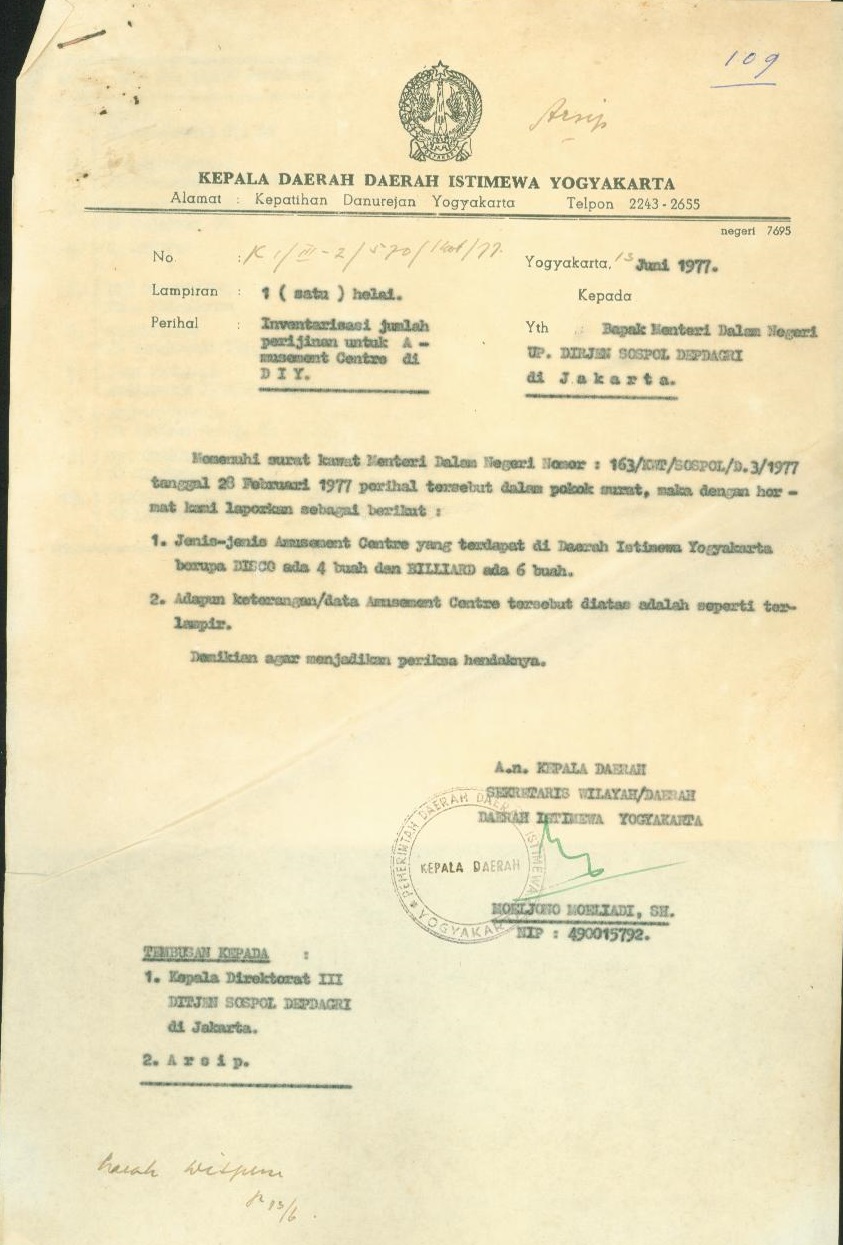 109
Arsip
KEPALA DAERAH DAERAH ISTIMEWA YOGYAKARTA
Alamat : Kepatihan Danurejan Yogyakarta Telpon 2243 - 2655
negeri 7695
No : K1/III-2/570/
Yogyakarta, 13 Juni 1977.
Lampiran : 1 ( satu ) helai.
Kepada
Perihal : Inventarisasi jumlah
perijinan untuk A -
musement Centre di
D I Y.
Yth : Bapak Menteri Dalam Negeri
UP. DIRJEN SOSPOL DEPDAGRI
di J a k a r t a.
Memenuhi surat kawat Menteri Dalam Negeri Nomor : 163/KWT/SOSPOL/D.3/1977
tanggal 28 Februari 1977 perihal tersebut dalam pokok surat, maka dengan hor -
mat kami laporkan sebagai berikut :
1. Jenis-jenis Amusement Centre yang terdapat di Daerah Istimewa Yogyakarta
berupa DISCO ada 4 buah dan BILLIARD ada 6 buah.
2. Adapun keterangan/data Amusement Centre tersebut diatas adalah seperti ter-
lampir.
Demikian agar menjadikan periksa hendaknya.
A.n. KEPALA DAERAH
SEKRETARIS WILAYAH/DAERAH
DAERAH ISTIMEWA YOGYAKARTA
PEMERINTAH DAERAH DAERAH ISTIMEWA
KEPALA DAERAH
YOGYAKARTA
MOELJONO MOELIADI, SH.
NIP : 490015792.
TEMBUSAN KEPADA :
1. Kepala Direktorat III
DITJEN SOSPOL DEPDAGRI
di Jakarta.
2. A r s i p.
13/6